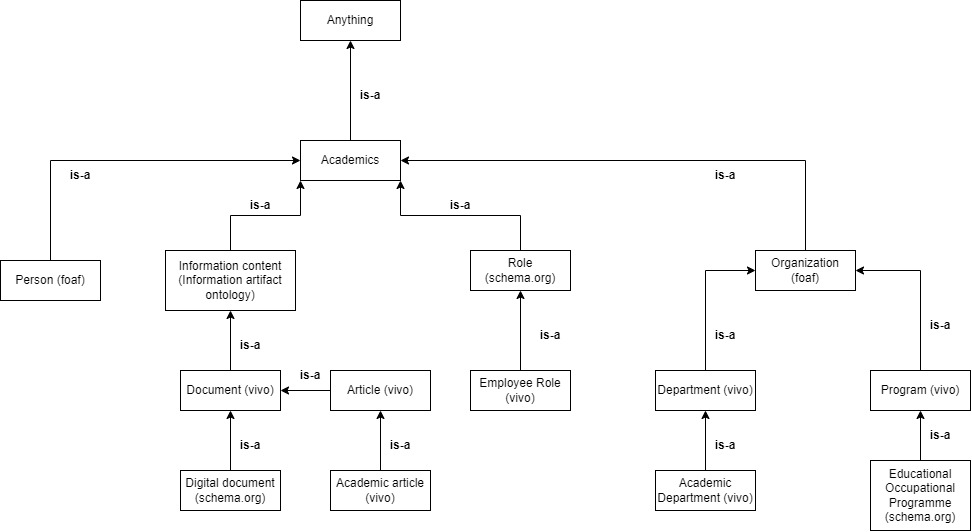 Anything
is-a
Academics
is-a
is-a
is-a
is-a
Person (foaf)
Information content
(Information artifact
ontology)
Role
(schema.org)
Organization
(foaf)
is-a
is-a
is-a
is-a
is-a
Document (vivo)
Article (vivo)
Employee Role
(vivo)
Department (vivo)
Program (vivo)
is-a
is-a
is-a
is-a
Digital document
(schema.org)
Academic article
(vivo)
Academic
Department (vivo)
Educational
Occupational
Programme
(schema.org)